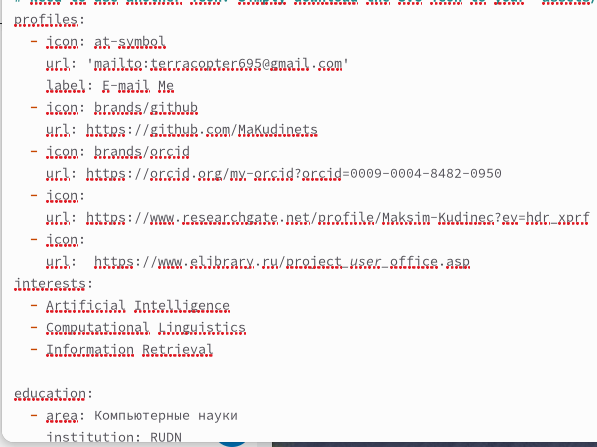 profiles:
- icon: at-symbol
url: 'mailto:terracopter695@gmail.com'
label: E-mail Me
- icon: brands/github
url: https://github.com/MaKudinets
- icon: brands/orcid
url: https://orcid.org/my-orcid?orcid=0009-0004-8482-0950
- icon:
url: https://www.researchgate.net/profile/Maksim-Kudinec?ev=hdr_xprf
- icon:
url:  https://www.elibrary.ru/project_user_office.asp
interests:
- Artificial Intelligence
- Computational Linguistics
- Information Retrieval
education:
- area: Компьютерные науки
institution: RUDN